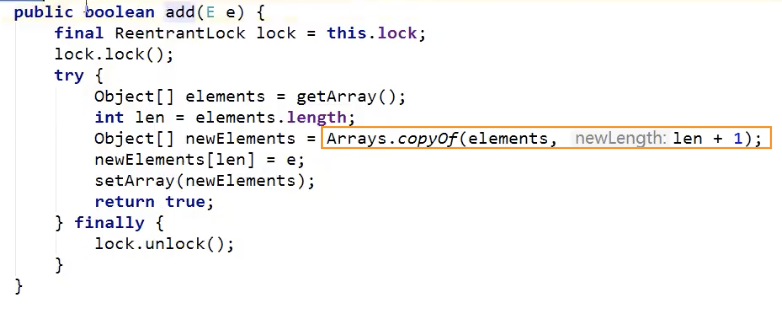 public boolean add(E e) {
    final ReentrantLock lock = this.lock;
    lock.lock();
    try {
        Object[] elements = getArray();
        int len = elements.length;
        Object[] newElements = Arrays.copyOf(elements, newLength: len + 1);
        newElements[len] = e;
        setArray(newElements);
        return true;
    } finally {
        lock.unlock();
    }
}